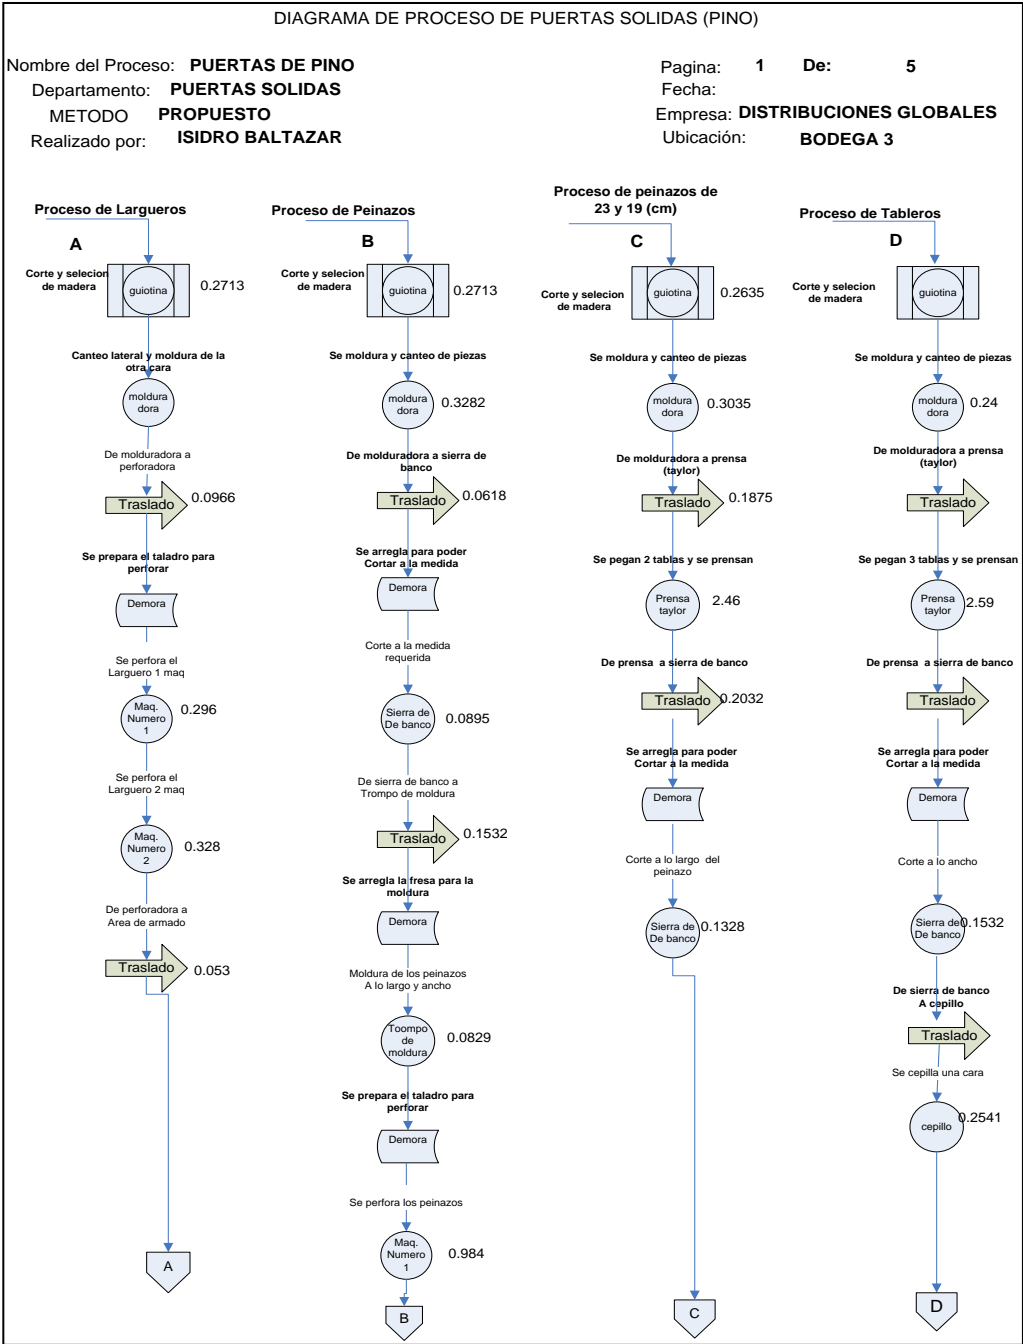 DIAGRAMA DE PROCESO DE PUERTAS SOLIDAS (PINO)
Nombre del Proceso: PUERTAS DE PINO
Departamento: PUERTAS SOLIDAS
METODO PROPUESTO
Realizado por: ISIDRO BALTAZAR
Pagina: 1 De: 5
Fecha:
Empresa: DISTRIBUCIONES GLOBALES
Ubicación: BODEGA 3
Proceso de Largueros
A
Corte y selecion
de madera
guiotina
0.2713
Canteo lateral y moldura de la
otra cara
moldura
dora
De molduradora a
perforadora
Traslado
0.0966
Se prepara el taladro para
perforar
Demora
Se perfora el
Larguero 1 maq
Maq.
Numero
1
0.296
Se perfora el
Larguero 2 maq
Maq.
Numero
2
0.328
De perforadora a
Area de armado
Traslado
0.053
A
Proceso de Peinazos
B
Corte y selecion
de madera
guiotina
0.2713
Se moldura y canteo de piezas
moldura
dora
0.3282
De molduradora a sierra de
banco
Traslado
0.0618
Se arregla para poder
Cortar a la medida
Demora
Corte a la medida
requerida
Sierra de
De banco
0.0895
De sierra de banco a
Trompo de moldura
Traslado
0.1532
Se arregla la fresa para la
moldura
Demora
Moldura de los peinazos
A lo largo y ancho
Toompo
de
moldura
0.0829
Se prepara el taladro para
perforar
Demora
Se perfora los peinazos
Maq.
Numero
1
0.984
B
Proceso de peinazos de
23 y 19 (cm)
C
Corte y selecion
de madera
guiotina
0.2635
Se moldura y canteo de piezas
moldura
dora
0.3035
De molduradora a prensa
(taylor)
Traslado
0.1875
Se pegan 2 tablas y se prensan
Prensa
taylor
2.46
De prensa a sierra de banco
Traslado
0.2032
Se arregla para poder
Cortar a la medida
Demora
Corte a lo largo del
peinazo
Sierra de
De banco
0.1328
C
Proceso de Tableros
D
Corte y selecion
de madera
guiotina
Se moldura y canteo de piezas
moldura
dora
0.24
De molduradora a prensa
(taylor)
Traslado
Se pegan 3 tablas y se prensan
Prensa
taylor
2.59
De prensa a sierra de banco
Traslado
Se arregla para poder
Cortar a la medida
Demora
Corte a lo ancho
Sierra de
De banco
0.1532
De sierra de banco
A cepillo
Traslado
Se cepilla una cara
cepillo
0.2541
D